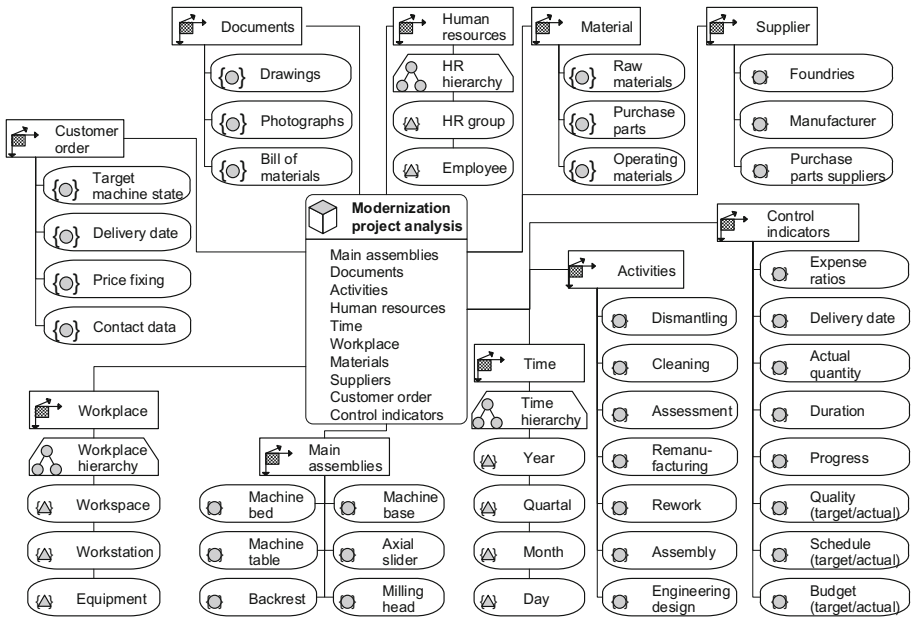 Documents
Drawings
Photographs
Bill of
materials
Human
resources
HR
hierarchy
HR group
Employee
Material
Raw
materials
Purchase
parts
Operating
materials
Supplier
Foundries
Manufacturer
Purchase
parts suppliers
Customer
order
Target
machine state
Delivery date
Price fixing
Contact data
Modernization
project analysis
Main assemblies
Documents
Activities
Human resources
Time
Workplace
Materials
Suppliers
Customer order
Control indicators
Control
indicators
Expense
ratios
Delivery date
Actual
quantity
Duration
Progress
Quality
(target/actual)
Schedule
(target/actual)
Budget
(target/actual)
Activities
Dismantling
Cleaning
Assessment
Remanu-
facturing
Rework
Assembly
Engineering
design
Time
Time
hierarchy
Year
Quartal
Month
Day
Workplace
Workplace
hierarchy
Workspace
Workstation
Equipment
Main
assemblies
Machine
bed
Machine
base
Machine
table
Axial
slider
Backrest
Milling
head